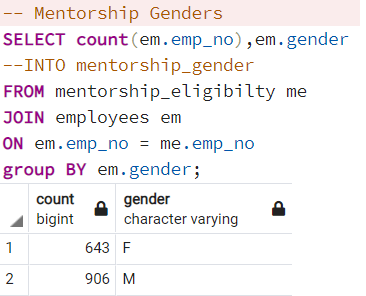 -- Mentorship Genders
SELECT count(em.emp_no),em.gender
--INTO mentorship_gender
FROM mentorship_eligibilty me
JOIN employees em
ON em.emp_no = me.emp_no
group BY em.gender;
count gender
bigint character varying
1 643 F
2 906 M